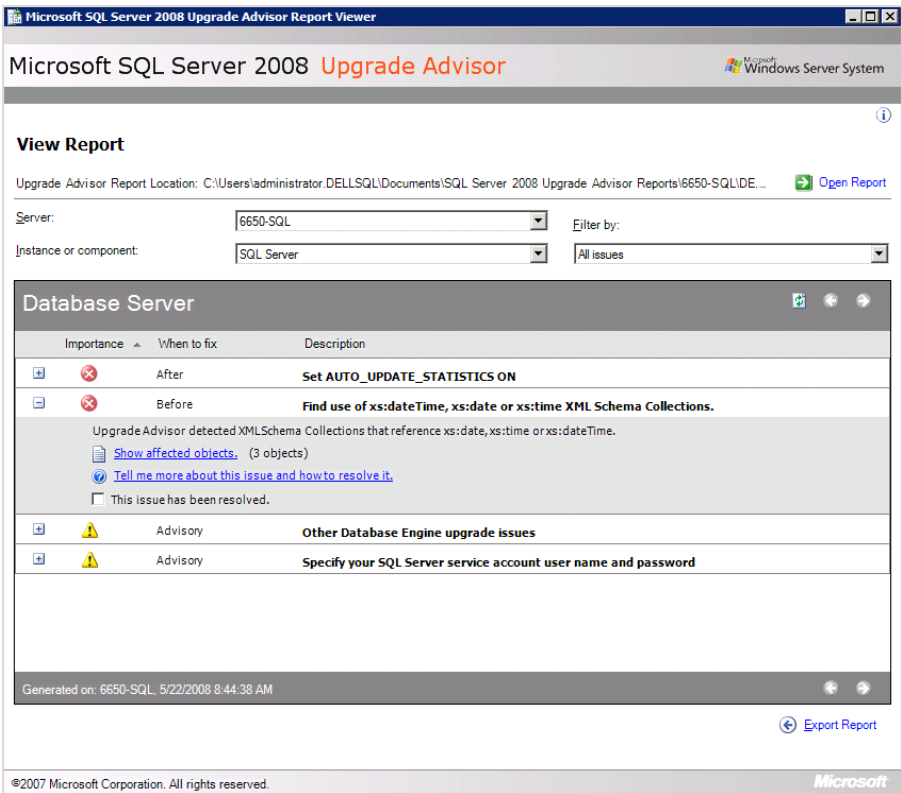 Microsoft SQL Server 2008 Upgrade Advisor Report Viewer
Microsoft SQL Server 2008 Upgrade Advisor
Microsoft
Windows Server System
View Report
Upgrade Advisor Report Location: C:\Users\administrator.DELLSQL\Documents\SQL Server 2008 Upgrade Advisor Reports\6650-SQL\DE...
Open Report
Server:
6650-SQL
Filter by:
Instance or component:
SQL Server
All issues
Database Server
Importance When to fix Description
After Set AUTO_UPDATE_STATISTICS ON
Before Find use of xs:dateTime, xs:date or xs:time XML Schema Collections.
Upgrade Advisor detected XMLSchema Collections that reference xs:date, xs:time or xs:dateTime.
Show affected objects. (3 objects)
Tell me more about this issue and how to resolve it.
This issue has been resolved.
Advisory Other Database Engine upgrade issues
Advisory Specify your SQL Server service account user name and password
Generated on: 6650-SQL, 5/22/2008 8:44:38 AM
Export Report
©2007 Microsoft Corporation. All rights reserved.
Microsoft